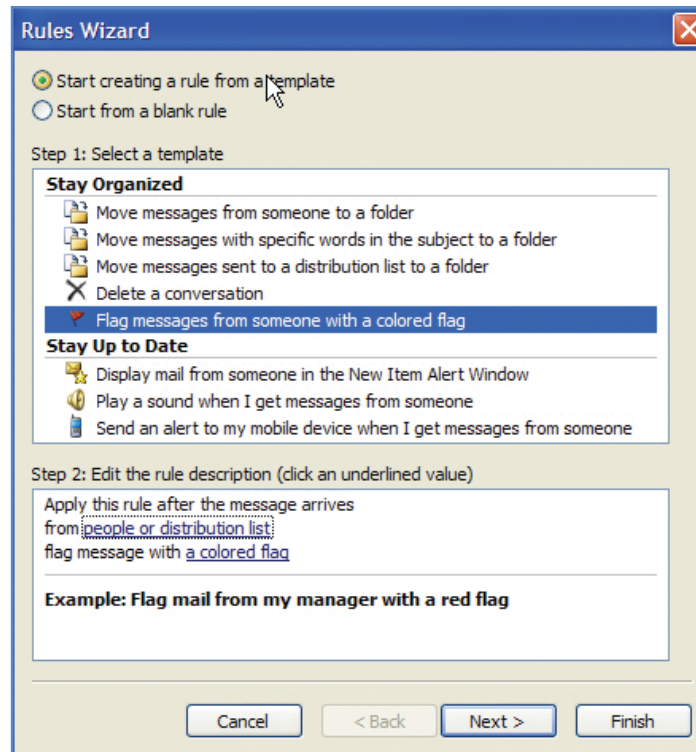 Rules Wizard
Start creating a rule from a template
Start from a blank rule
Step 1: Select a template
Stay Organized
Move messages from someone to a folder
Move messages with specific words in the subject to a folder
Move messages sent to a distribution list to a folder
Delete a conversation
Flag messages from someone with a colored flag
Stay Up to Date
Display mail from someone in the New Item Alert Window
Play a sound when I get messages from someone
Send an alert to my mobile device when I get messages from someone
Step 2: Edit the rule description (click an underlined value)
Apply this rule after the message arrives
from people or distribution list
flag message with a colored flag
Example: Flag mail from my manager with a red flag
Cancel < Back Next > Finish